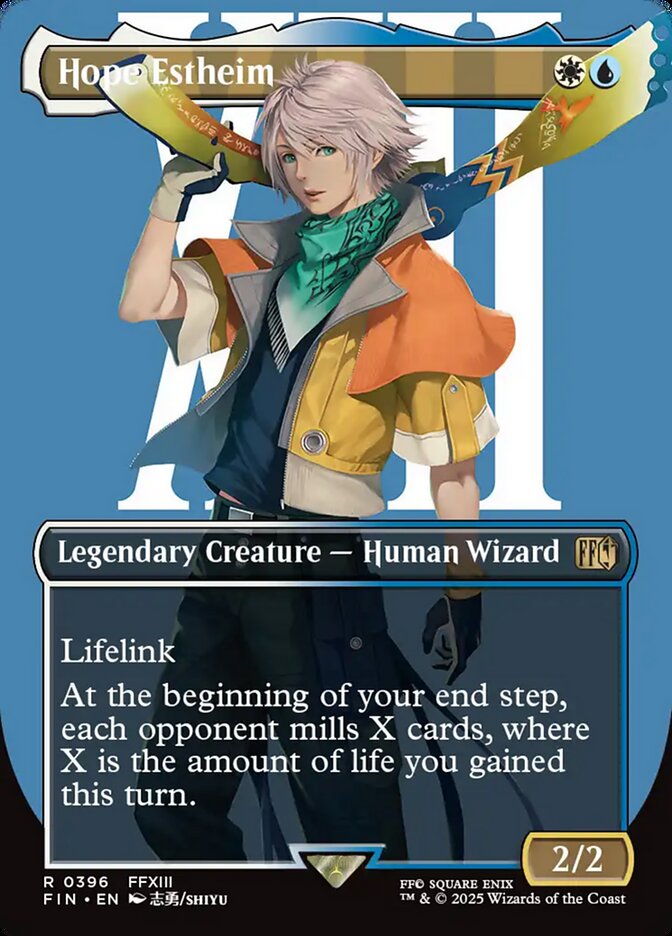 Hope Estheim
XIII
Legendary Creature — Human Wizard
Lifelink
At the beginning of your end step,
each opponent mills X cards, where
X is the amount of life you gained
this turn.
2/2
R 0396 FFXIII
FIN • EN 志勇/SHIYU
FF© SQUARE ENIX
™ & © 2025 Wizards of the Coast